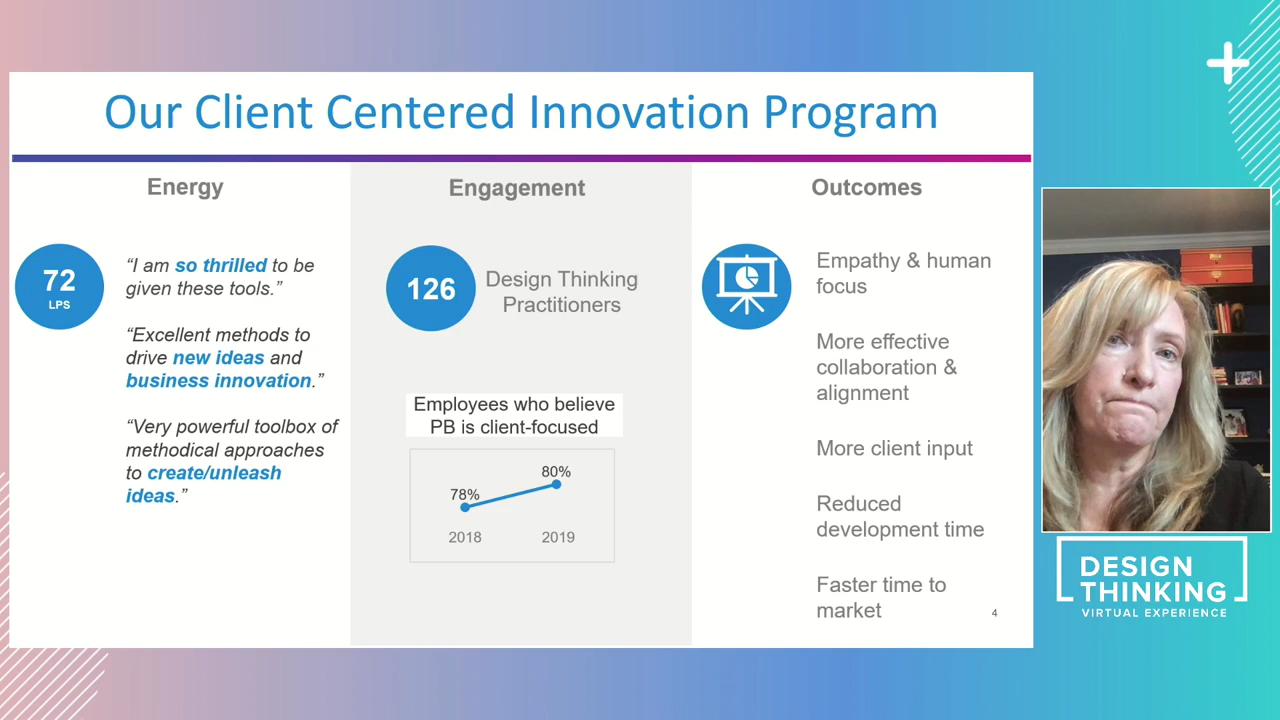 Our Client Centered Innovation Program
Energy
72
LPS
“I am so thrilled to be
given these tools.”
“Excellent methods to
drive new ideas and
business innovation.”
“Very powerful toolbox of
methodical approaches
to create/unleash
ideas.”
Engagement
126
Design Thinking
Practitioners
Employees who believe
PB is client-focused
78%
80%
2018
2019
Outcomes
Empathy & human
focus
More effective
collaboration &
alignment
More client input
Reduced
development time
Faster time to
market
4
DESIGN
THINKING
VIRTUAL EXPERIENCE